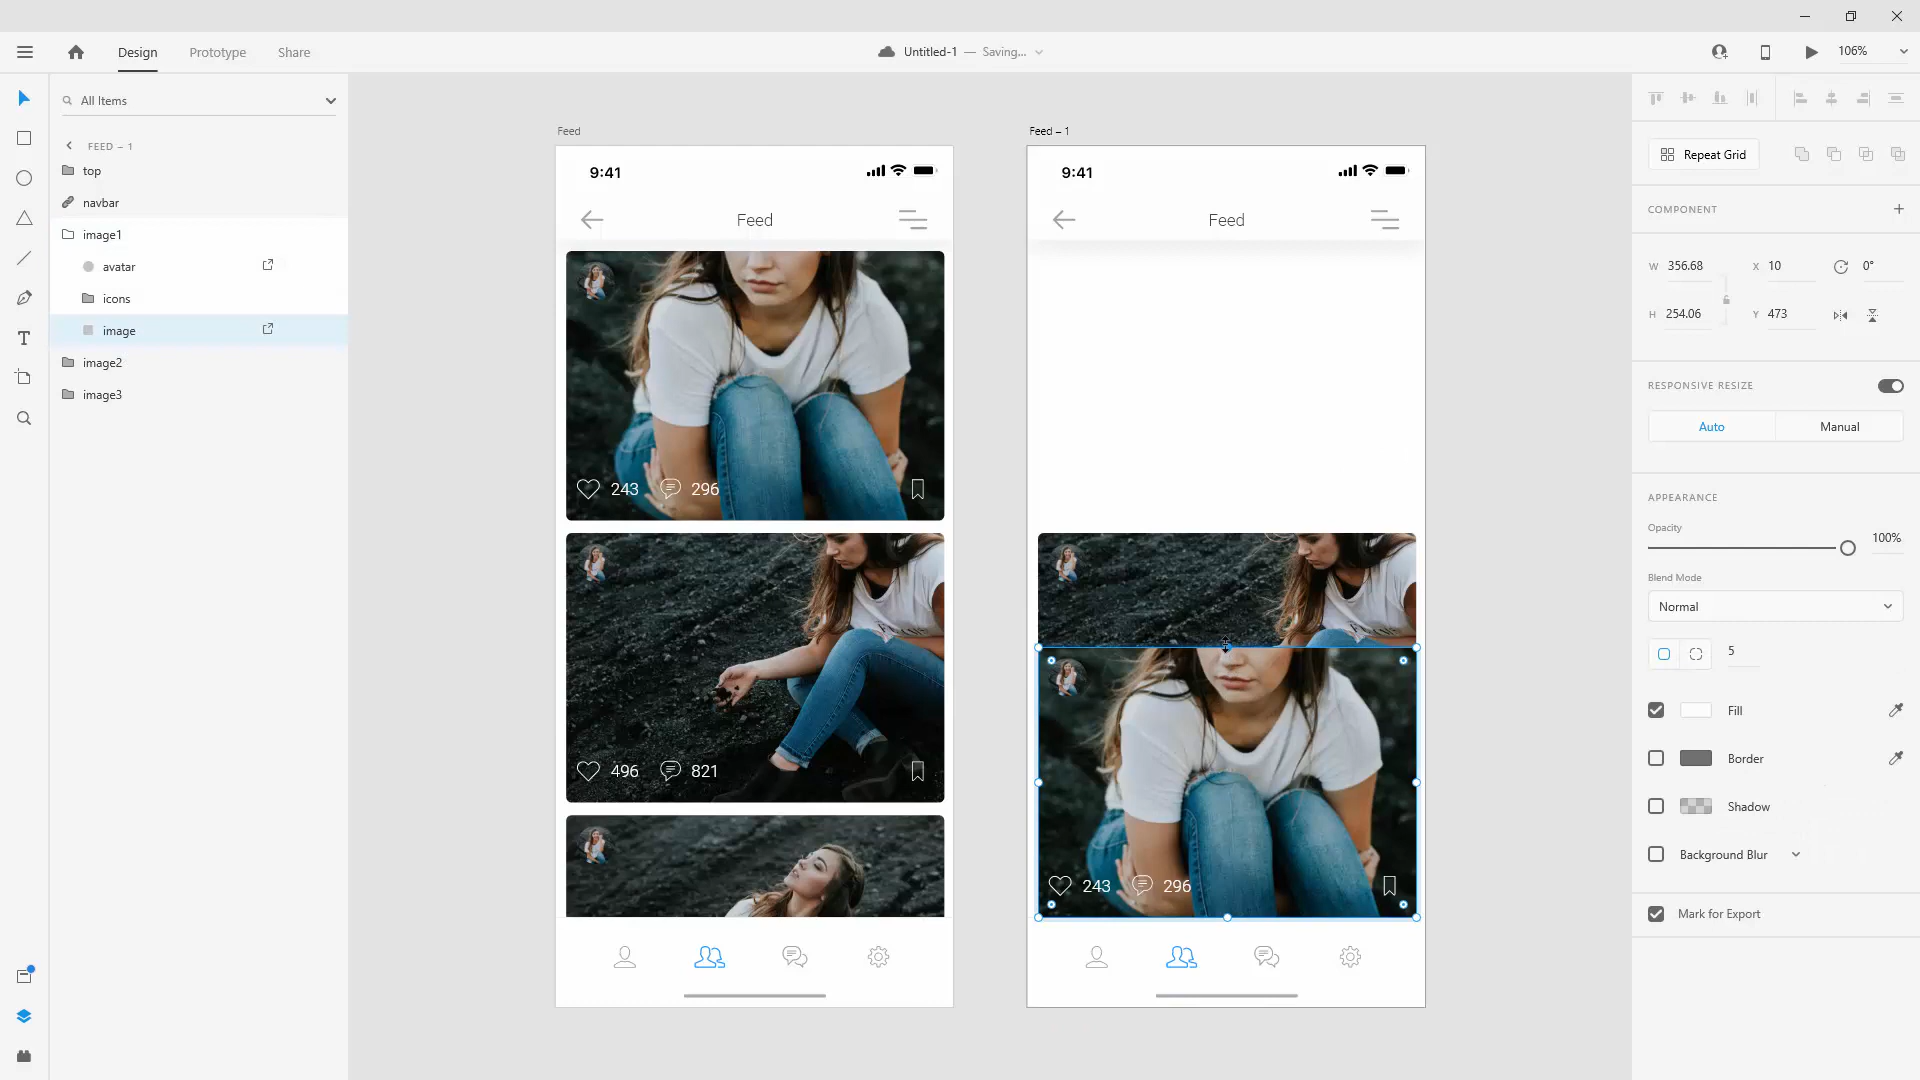 Design
Prototype
Share
Untitled-1 — Saving...
106%
All Items
FEED – 1
top
navbar
image1
avatar
icons
image
image2
image3
Feed
9:41
Feed
243
296
496
821
Feed – 1
9:41
Feed
243
296
Repeat Grid
COMPONENT
W 356.68
X 10
0°
H 254.06
Y 473
RESPONSIVE RESIZE
Auto
Manual
APPEARANCE
Opacity
100%
Blend Mode
Normal
5
Fill
Border
Shadow
Background Blur
Mark for Export